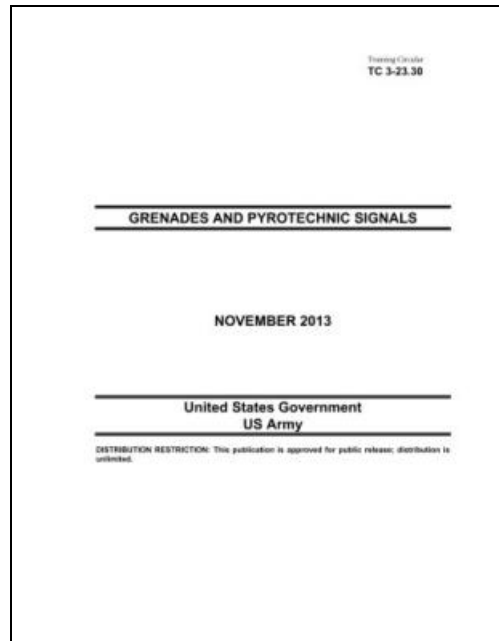 Training Circular
TC 3-23.30
GRENADES AND PYROTECHNIC SIGNALS
NOVEMBER 2013
United States Government
US Army
DISTRIBUTION RESTRICTION: This publication is approved for public release; distribution is
unlimited.